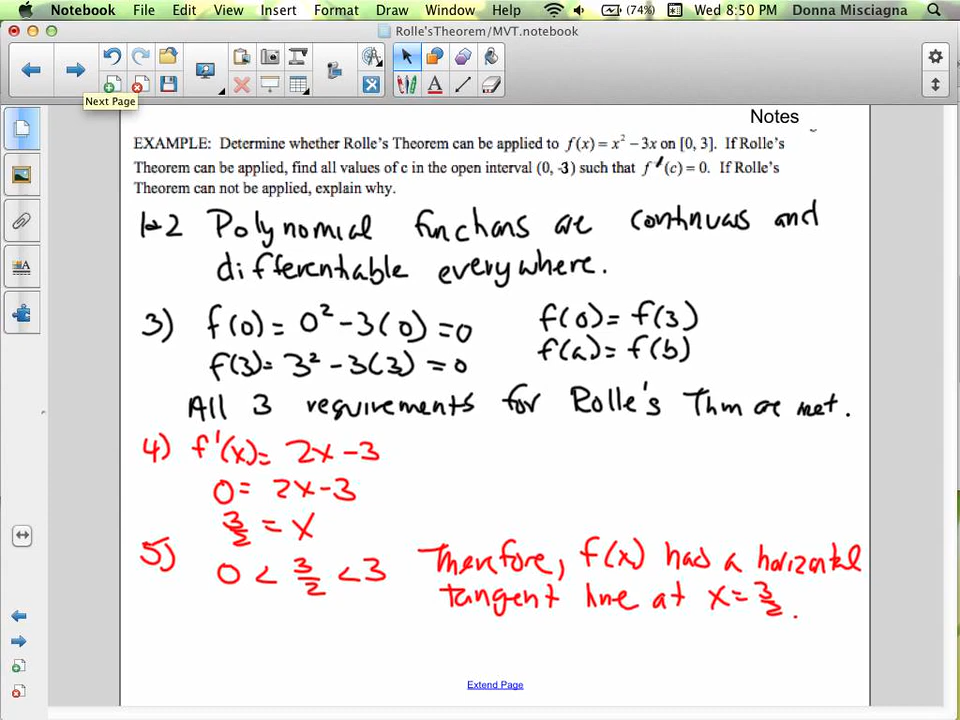 Notebook File Edit View Insert Format Draw Window Help (74%) Wed 8:50 PM Donna Misciagna
Rolle'sTheorem/MVT.notebook
Next Page
Notes
EXAMPLE: Determine whether Rolle's Theorem can be applied to f(x) = x² − 3x on [0, 3]. If Rolle's
Theorem can be applied, find all values of c in the open interval (0, -3) such that f '(c) = 0. If Rolle's
Theorem can not be applied, explain why.
1+2 Polynomial functions are continuous and
differentiable everywhere.
3) f(0) = 0² - 3(0) = 0 f(0) = f(3)
f(3) = 3² - 3(3) = 0 f(a) = f(b)
All 3 requirements for Rolle's Thm are met.
4) f'(x) = 2x - 3
0 = 2x - 3
3/2 = x
5) 0 < 3/2 < 3 Therefore, f(x) has a horizontal
tangent line at x = 3/2.
Extend Page